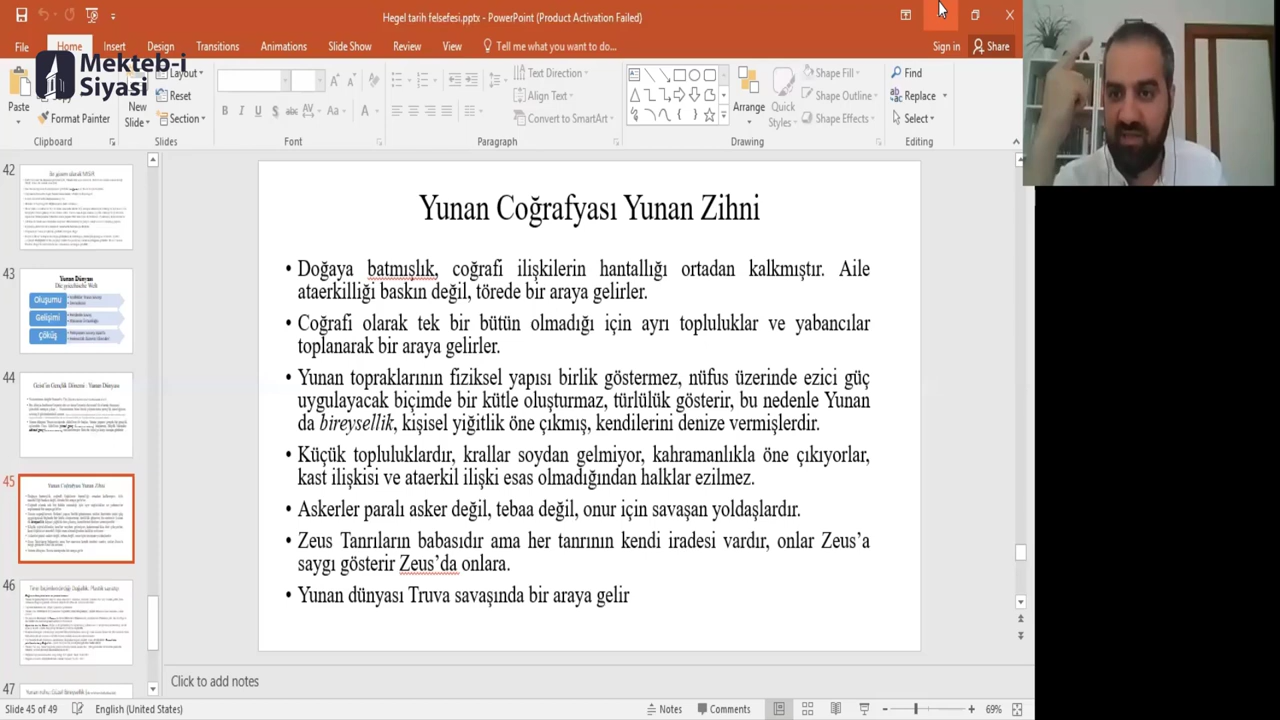 Hegel tarih felsefesi.pptx - PowerPoint (Product Activation Failed)
File Home Insert Design Transitions Animations Slide Show Review View Tell me what you want to do...
Sign in Share
Mekteb-i
Siyasi
Paste
Format Painter
Clipboard
New
Slide
Layout
Reset
Section
Slides
B I U S abc AV Aa A
Font
Text Direction
Align Text
Convert to SmartArt
Paragraph
Arrange
Quick
Styles
Shape Fill
Shape Outline
Shape Effects
Drawing
Find
Replace
Select
Editing
42
43
Yunan Dünyası
Die griechische Welt
Oluşumu
Gelişimi
Çöküş
44
45
46
47
Yunan Coğrafyası Yunan
• Doğaya batmışlık, coğrafi ilişkilerin hantallığı ortadan kalkmıştır. Aile
ataerkilliği baskın değil, törede bir araya gelirler.
• Coğrafi olarak tek bir kütle olmadığı için ayrı topluluklar ve yabancılar
toplanarak bir araya gelirler.
• Yunan topraklarının fiziksel yapısı birlik göstermez, nüfus üzerinde ezici güç
uygulayacak biçimde bir kütle oluşturmaz, türlülük gösterir, bu nedenle Yunan
bireyseldir, kişisel yanı öne çıkmış, kendilerini denize vermişlerdir.
• Küçük topluluklardır, krallar soydan gelmiyor, kahramanlıkla öne çıkıyorlar,
kast ilişkisi ve ataerkil ilişki esas olmadığından halklar ezilmez.
• Askerler paralı asker değil, tebaa değil, onur için savaşan yoldaşlardır.
• Zeus Tanrıların babasıdır, ama her tanrının kendi iradesi vardır, onlar Zeus'a
saygı gösterir Zeus'da onlara.
• Yunan dünyası Truva savaşında bir araya gelir
Click to add notes
Slide 45 of 49 English (United States) Notes Comments 69%